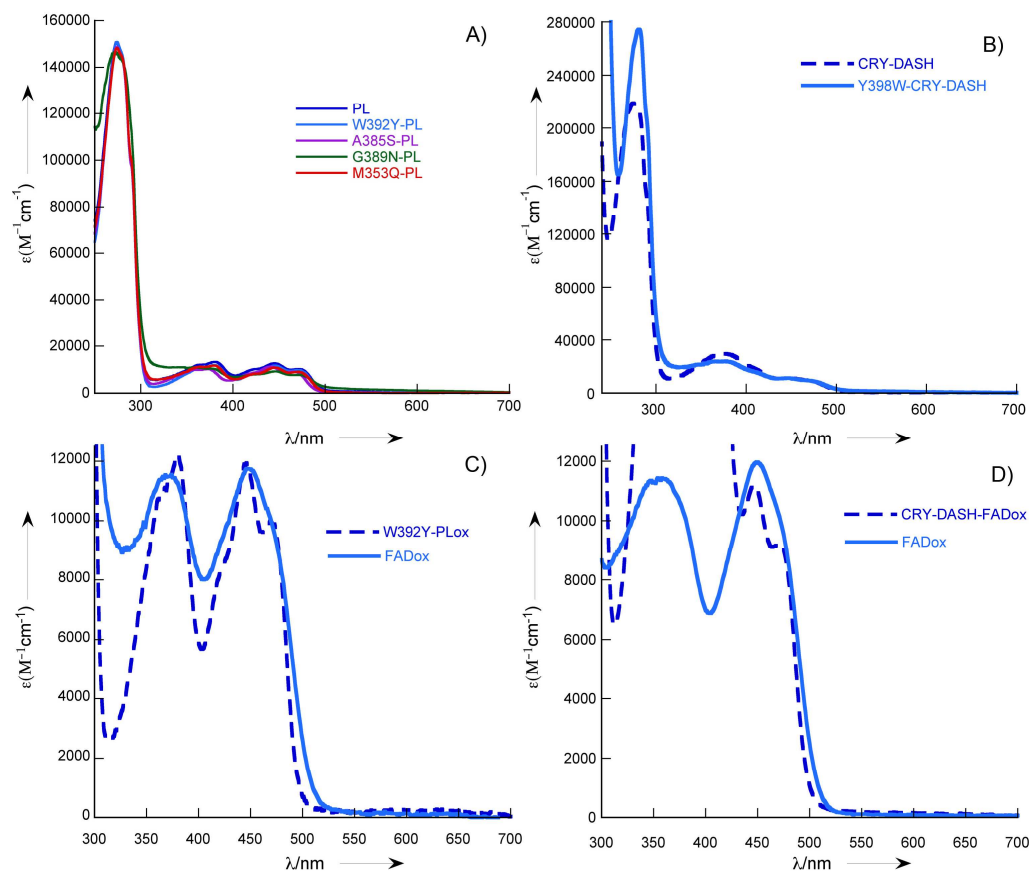 A)
160000
140000
120000
100000
80000
60000
40000
20000
0
300 400 500 600 700
ε(M⁻¹cm⁻¹)
λ/nm
PL
W392Y-PL
A385S-PL
G389N-PL
M353Q-PL
B)
280000
240000
200000
160000
120000
80000
40000
0
300 400 500 600 700
ε(M⁻¹cm⁻¹)
λ/nm
CRY-DASH
Y398W-CRY-DASH
C)
12000
10000
8000
6000
4000
2000
0
300 350 400 450 500 550 600 650 700
ε(M⁻¹cm⁻¹)
λ/nm
W392Y-PLox
FADox
D)
12000
10000
8000
6000
4000
2000
0
300 350 400 450 500 550 600 650 700
ε(M⁻¹cm⁻¹)
λ/nm
CRY-DASH-FADox
FADox